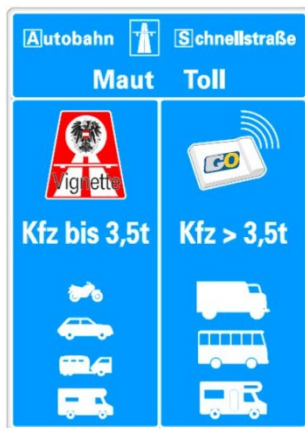 Autobahn Schnellstraße
Maut Toll
Vignette
GO
Kfz bis 3,5t
Kfz > 3,5t